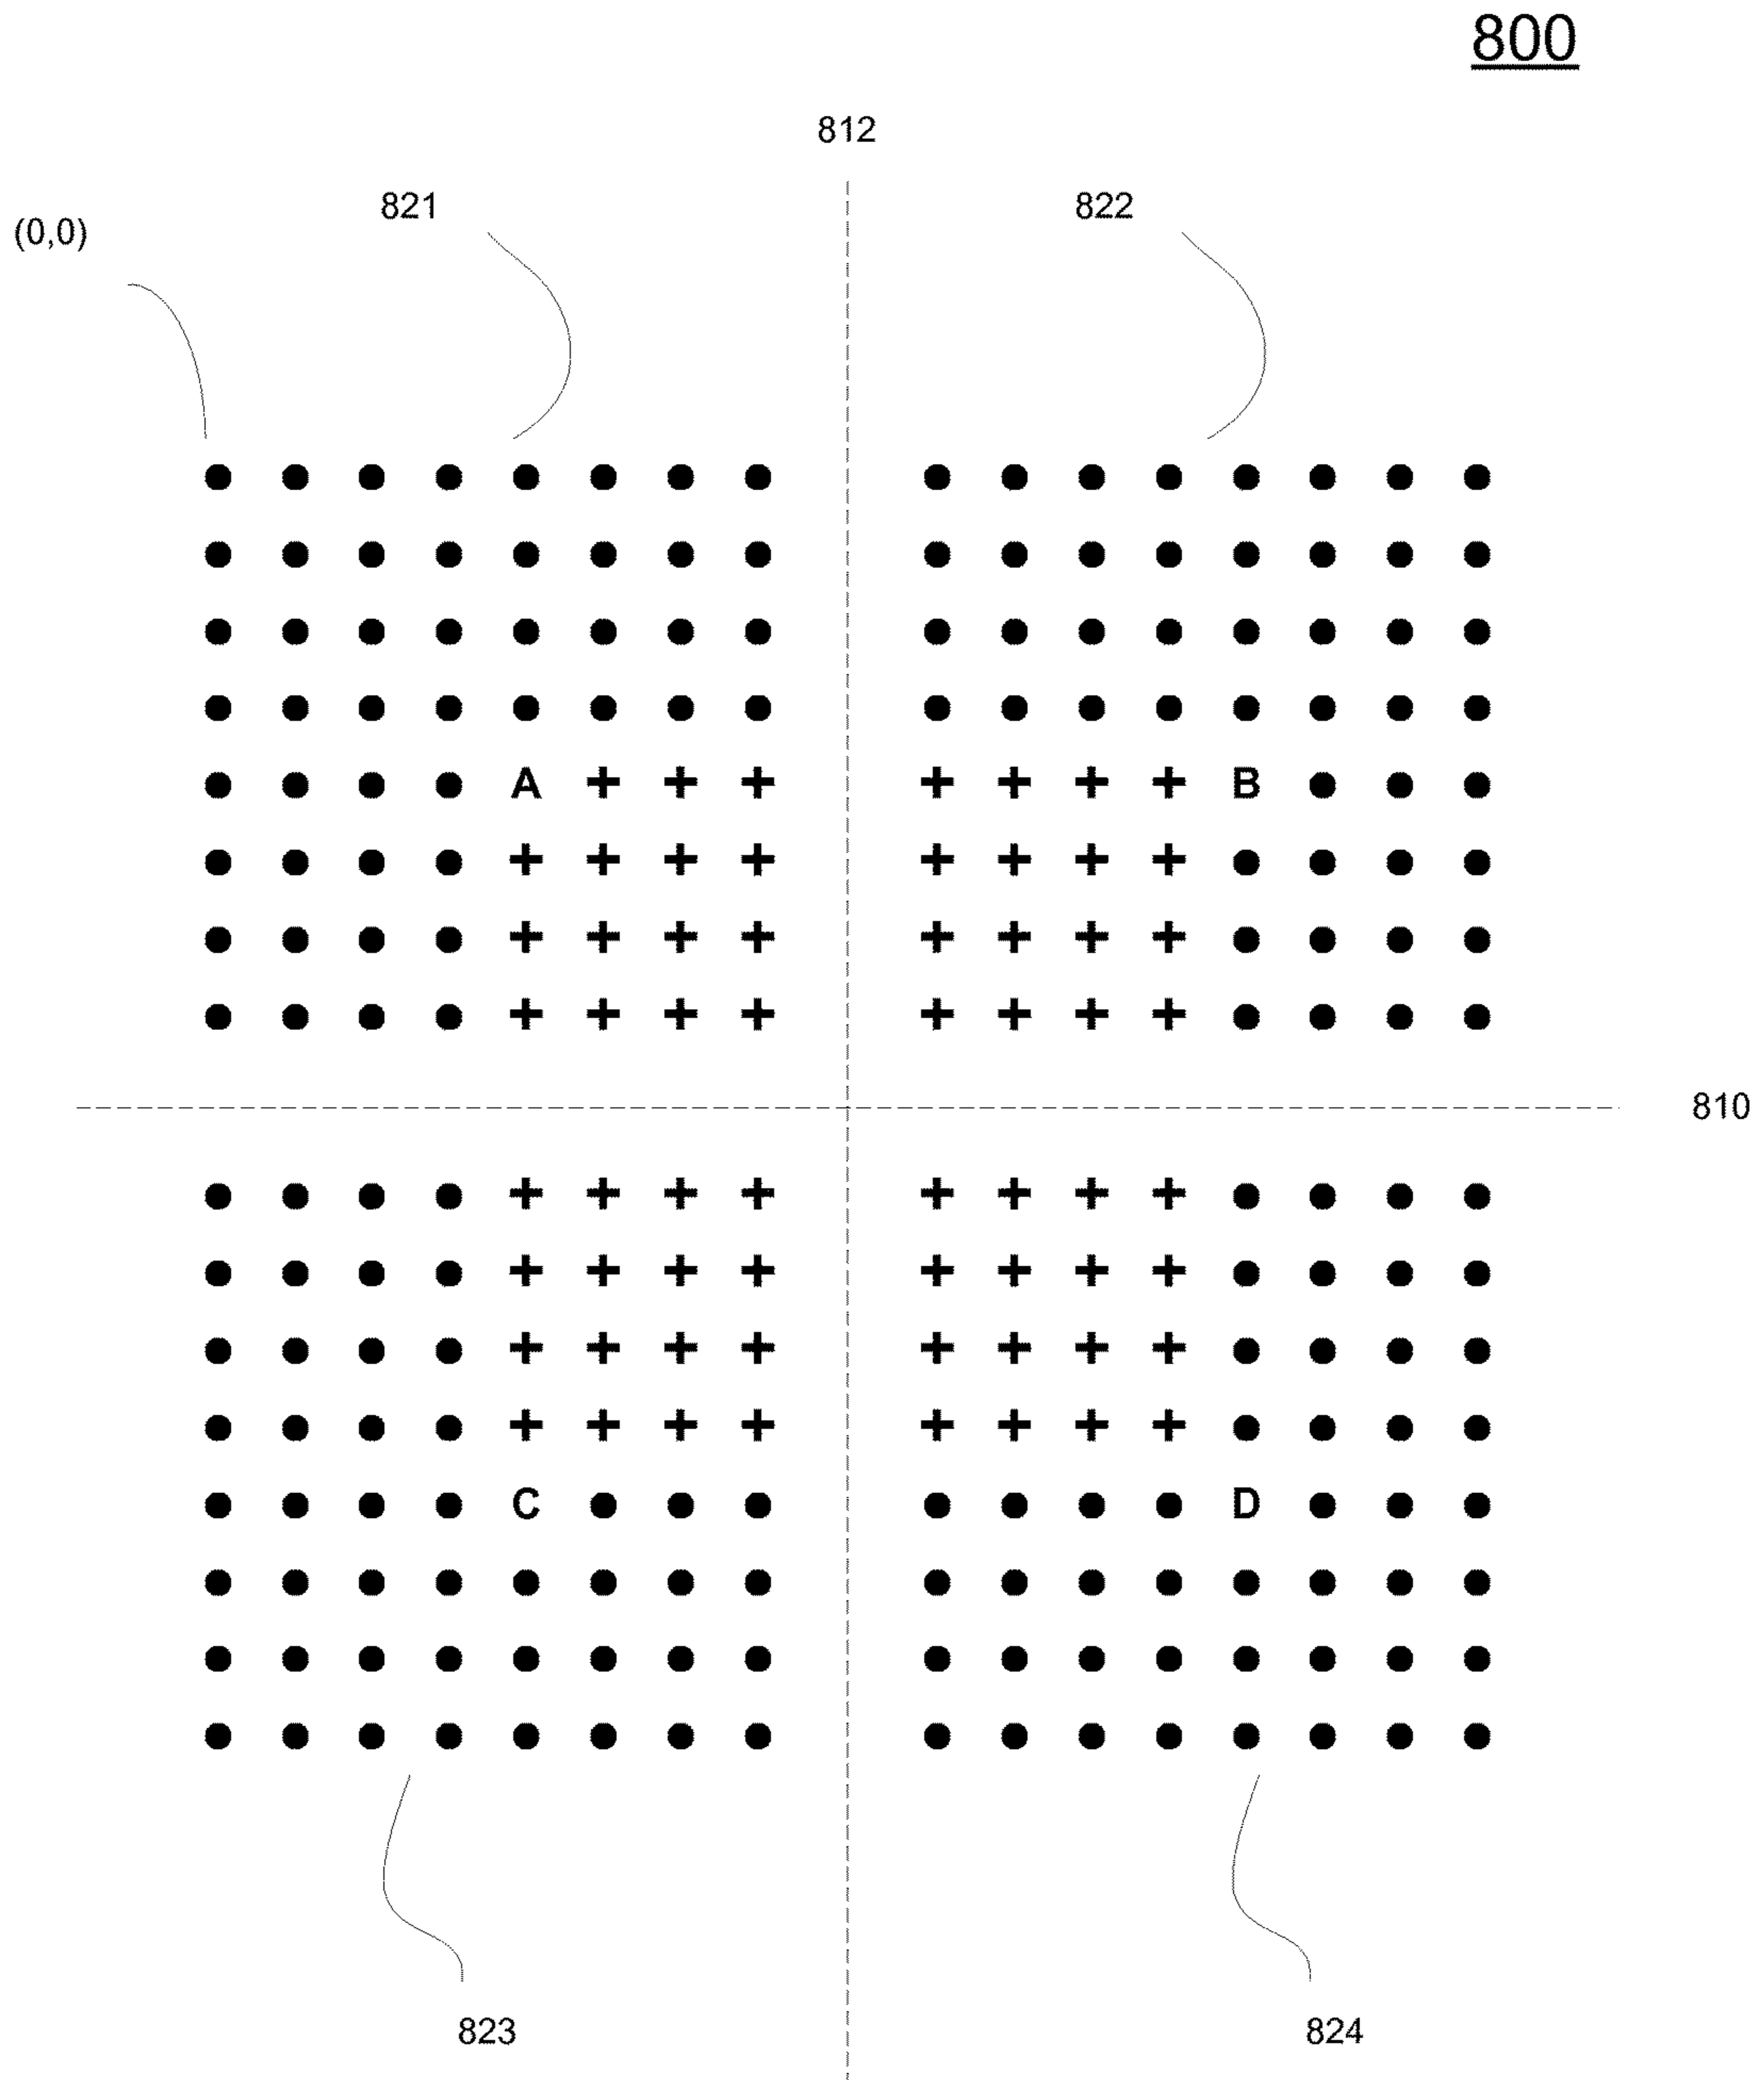 800
812
821 822
(0,0)
A + + + + + + + B
+ + + + + + + +
+ + + + + + + +
+ + + + + + + +
810
+ + + + + + + +
+ + + + + + + +
+ + + + + + + +
+ + + + + + + +
C D
823 824